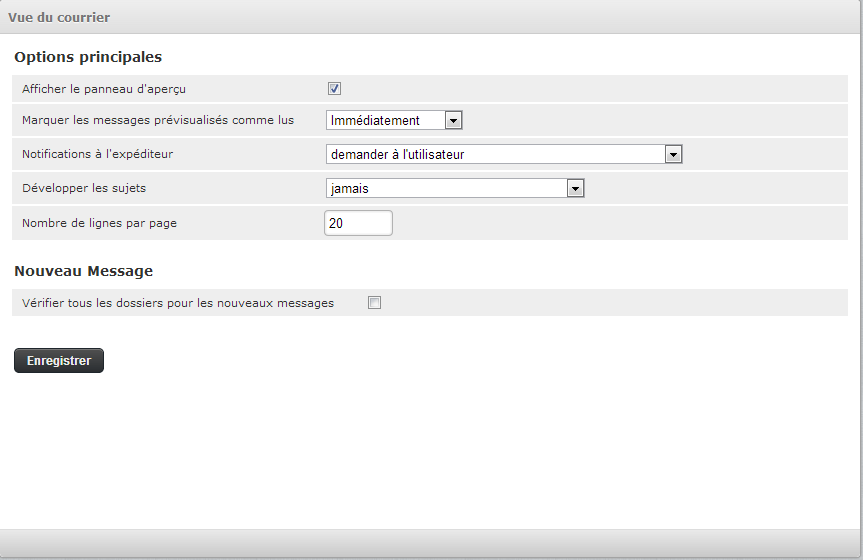 Vue du courrier
Options principales
Afficher le panneau d'aperçu
Marquer les messages prévisualisés comme lus Immédiatement
Notifications à l'expéditeur demander à l'utilisateur
Développer les sujets jamais
Nombre de lignes par page 20
Nouveau Message
Vérifier tous les dossiers pour les nouveaux messages
Enregistrer